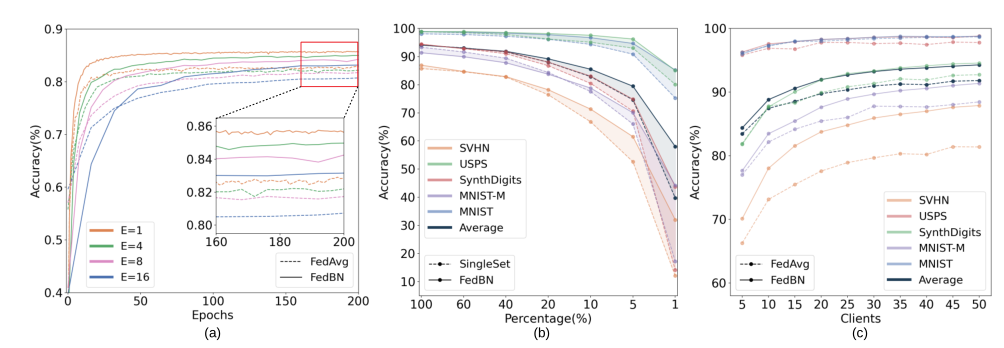 0.9
0.8
0.7
0.6
0.5
0.4
Accuracy(%)
0.86
0.84
0.82
0.80
160
180
200
E=1
E=4
E=8
E=16
FedAvg
FedBN
0
50
100
150
200
Epochs
(a)
100
90
80
70
60
50
40
30
20
10
Accuracy(%)
SVHN
USPS
SynthDigits
MNIST-M
MNIST
Average
SingleSet
FedBN
100
60
40
20
10
5
1
Percentage(%)
(b)
100
90
80
70
60
Accuracy(%)
FedAvg
FedBN
SVHN
USPS
SynthDigits
MNIST-M
MNIST
Average
5
10
15
20
25
30
35
40
45
50
Clients
(c)